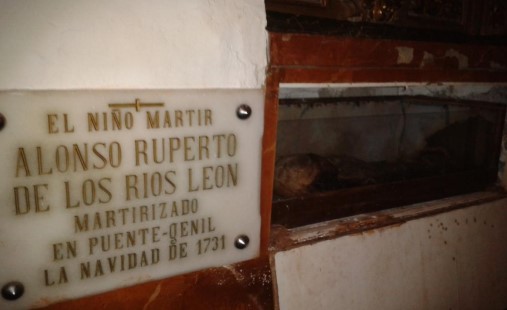 EL NIÑO MARTIR
ALONSO RUPERTO
DE LOS RIOS LEON
MARTIRIZADO
EN PUENTE-GENIL
LA NAVIDAD DE 1731